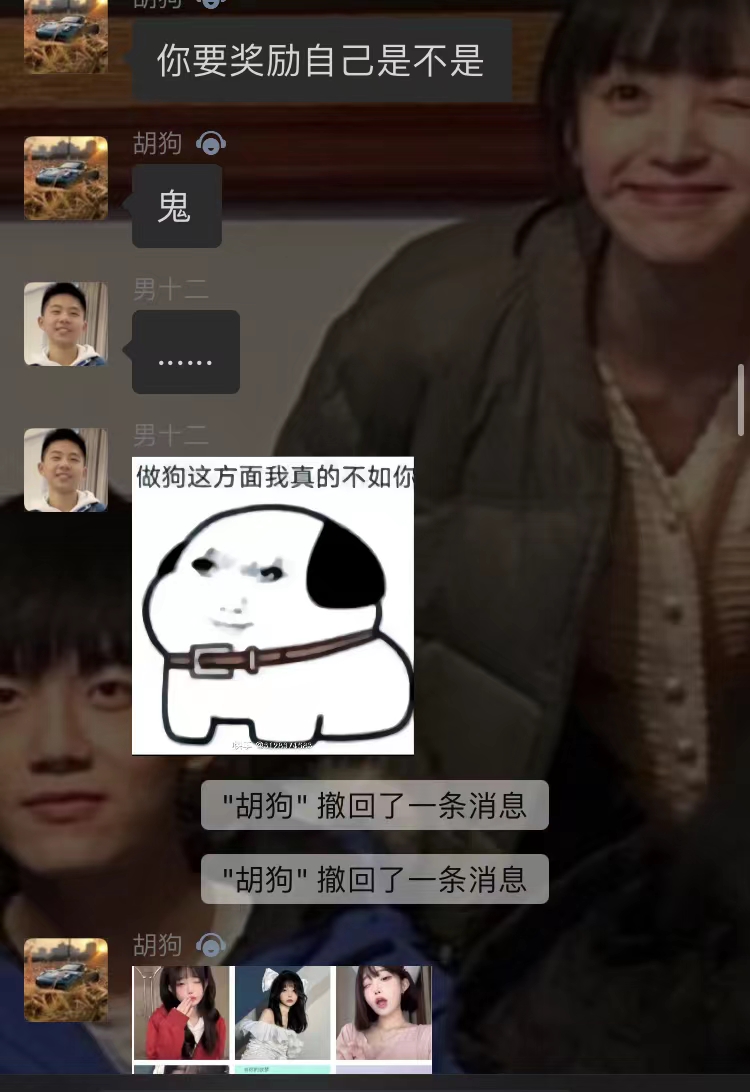 你要奖励自己是不是
胡狗
鬼
男十二
......
男十二
做狗这方面我真的不如你
"胡狗" 撤回了一条消息
"胡狗" 撤回了一条消息
胡狗